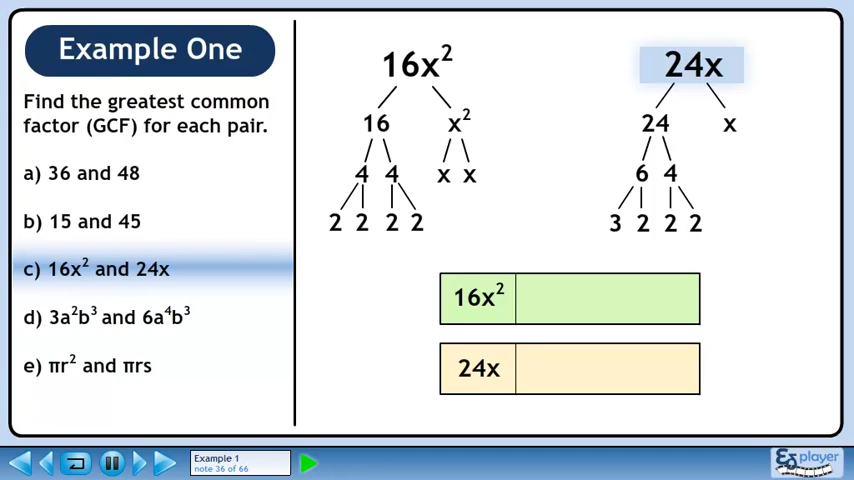 Example One
Find the greatest common
factor (GCF) for each pair.
a) 36 and 48
b) 15 and 45
c) 16x² and 24x
d) 3a²b³ and 6a⁴b³
e) πr² and πrs
16x² 24x
16 x² 24 x
4 4 x x 6 4
2 2 2 2 3 2 2 2
16x²
24x
Example 1
note 36 of 66
player